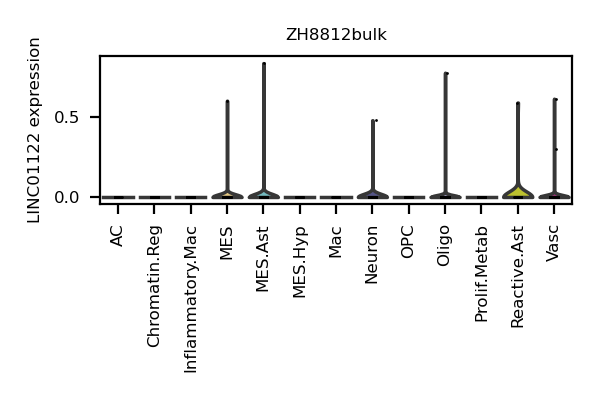 ZH8812bulk
LINC01122 expression
0.5
0.0
AC
Chromatin.Reg
Inflammatory.Mac
MES
MES.Ast
MES.Hyp
Mac
Neuron
OPC
Oligo
Prolif.Metab
Reactive.Ast
Vasc